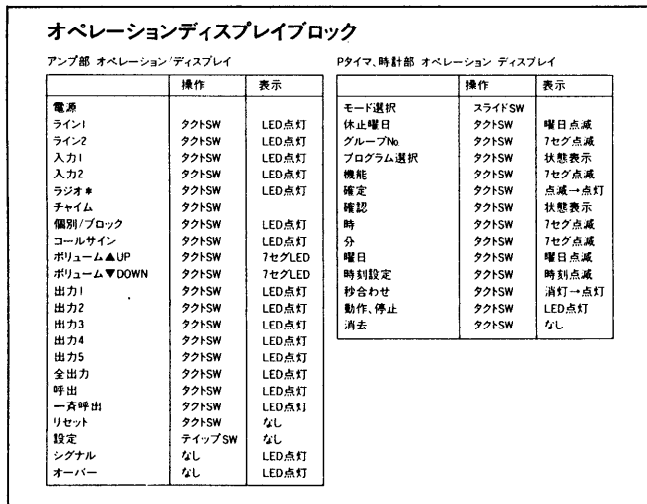 オペレーションディスプレイブロック
アンプ部 オペレーション/ディスプレイ
操作 表示
電源
ライン1 タクトSW LED点灯
ライン2 タクトSW LED点灯
入力1 タクトSW LED点灯
入力2 タクトSW LED点灯
ラジオ* タクトSW LED点灯
チャイム タクトSW
個別/ブロック タクトSW LED点灯
コールサイン タクトSW LED点灯
ボリューム▲UP タクトSW 7セグLED
ボリューム▼DOWN タクトSW 7セグLED
出力1 タクトSW LED点灯
出力2 タクトSW LED点灯
出力3 タクトSW LED点灯
出力4 タクトSW LED点灯
出力5 タクトSW LED点灯
全出力 タクトSW LED点灯
呼出 タクトSW LED点灯
一斉呼出 タクトSW LED点灯
リセット タクトSW なし
設定 テイップSW なし
シグナル なし LED点灯
オーバー なし LED点灯
Pタイマ、時計部 オペレーション ディスプレイ
操作 表示
モード選択 スライドSW
休止曜日 タクトSW 曜日点滅
グループNo. タクトSW 7セグ点滅
プログラム選択 タクトSW 状態表示
機能 タクトSW 7セグ点滅
確定 タクトSW 点滅→点灯
確認 タクトSW 状態表示
時 タクトSW 7セグ点滅
分 タクトSW 7セグ点滅
曜日 タクトSW 曜日点滅
時刻設定 タクトSW 時刻点滅
秒合わせ タクトSW 消灯→点灯
動作、停止 タクトSW LED点灯
消去 タクトSW なし